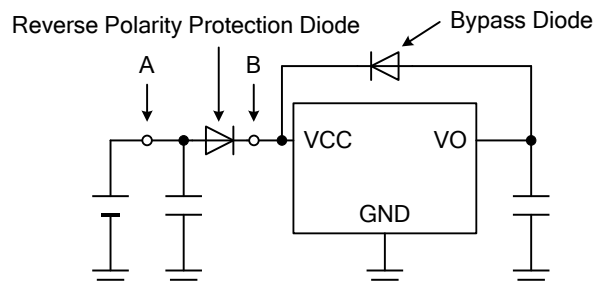 Reverse Polarity Protection Diode
Bypass Diode
A
B
VCC
VO
GND